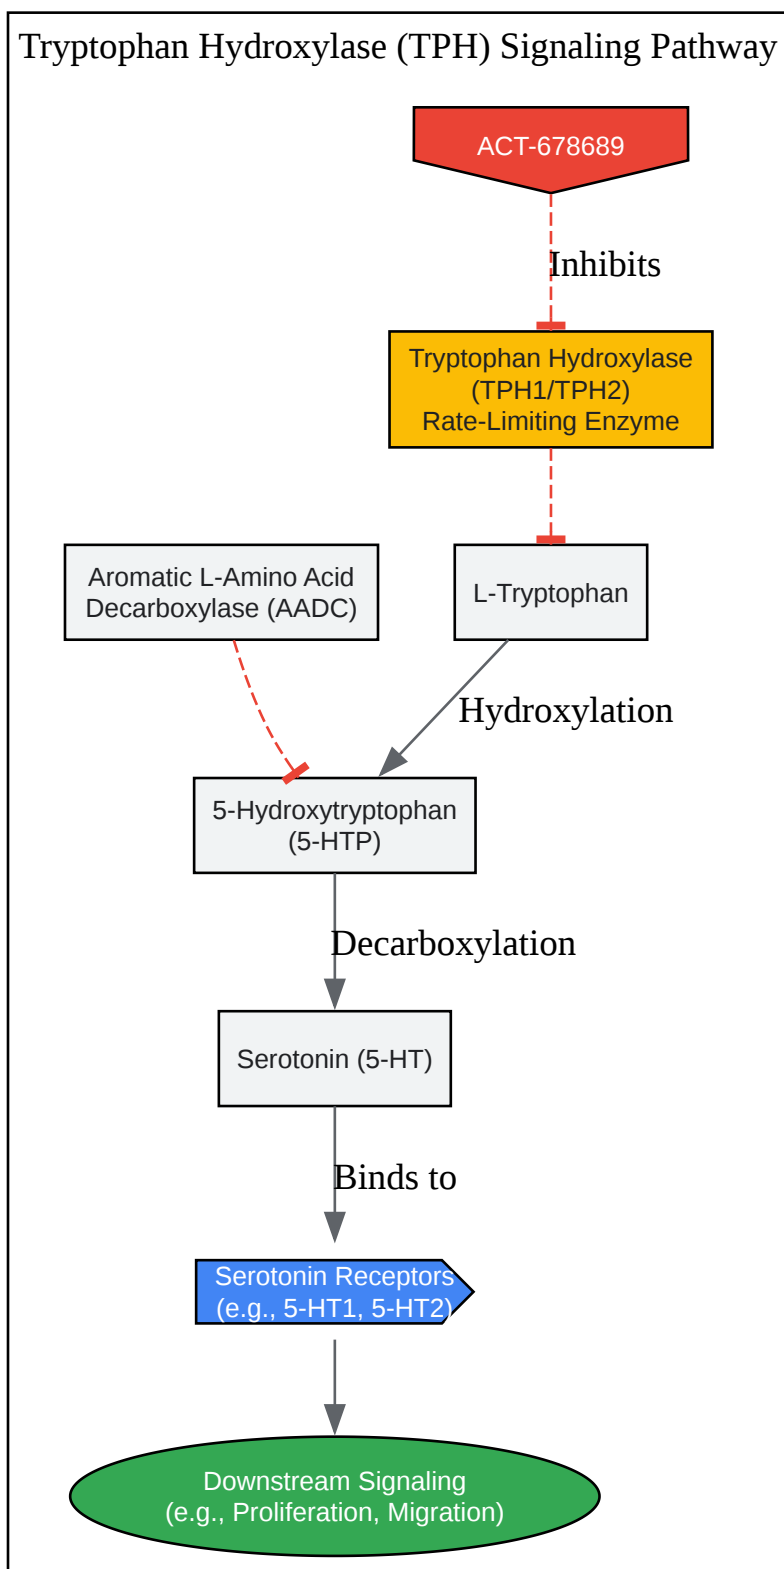 Tryptophan Hydroxylase (TPH) Signaling Pathway
ACT-678689
Inhibits
Tryptophan Hydroxylase
(TPH1/TPH2)
Rate-Limiting Enzyme
Aromatic L-Amino Acid
Decarboxylase (AADC)
L-Tryptophan
Hydroxylation
5-Hydroxytryptophan
(5-HTP)
Decarboxylation
Serotonin (5-HT)
Binds to
Serotonin Receptors
(e.g., 5-HT1, 5-HT2)
Downstream Signaling
(e.g., Proliferation, Migration)